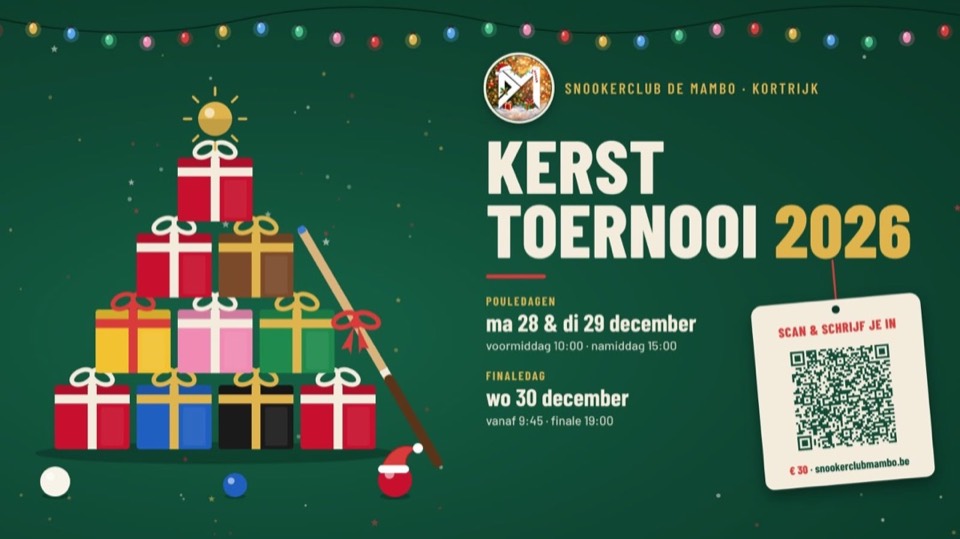 SNOOKERCLUB DE MAMBO · KORTRIJK
KERST
TOERNOOI 2026
POULEDAGEN
ma 28 & di 29 december
voormiddag 10:00 · namiddag 15:00
FINALEDAG
wo 30 december
vanaf 9:45 · finale 19:00
SCAN & SCHRIJF JE IN
€ 30 · snookerclubmambo.be